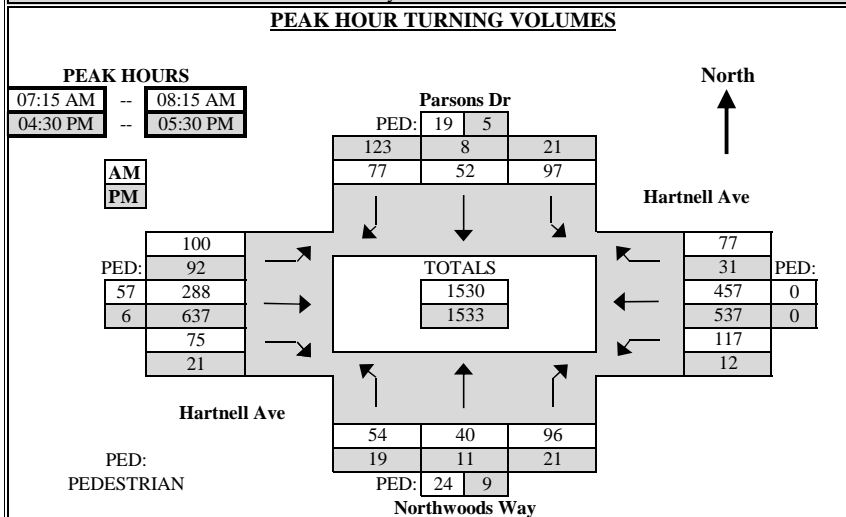 PEAK HOUR TURNING VOLUMES
PEAK HOURS
North
07:15 AM -- 08:15 AM
04:30 PM -- 05:30 PM
Parsons Dr
PED: 19 5
123 8 21
77 52 97
AM
PM
Hartnell Ave
100
PED: 92
57 288
6 637
75
21
TOTALS
1530
1533
77
31 PED:
457 0
537 0
117
12
Hartnell Ave
54 40 96
19 11 21
PED:
PEDESTRIAN
PED: 24 9
Northwoods Way